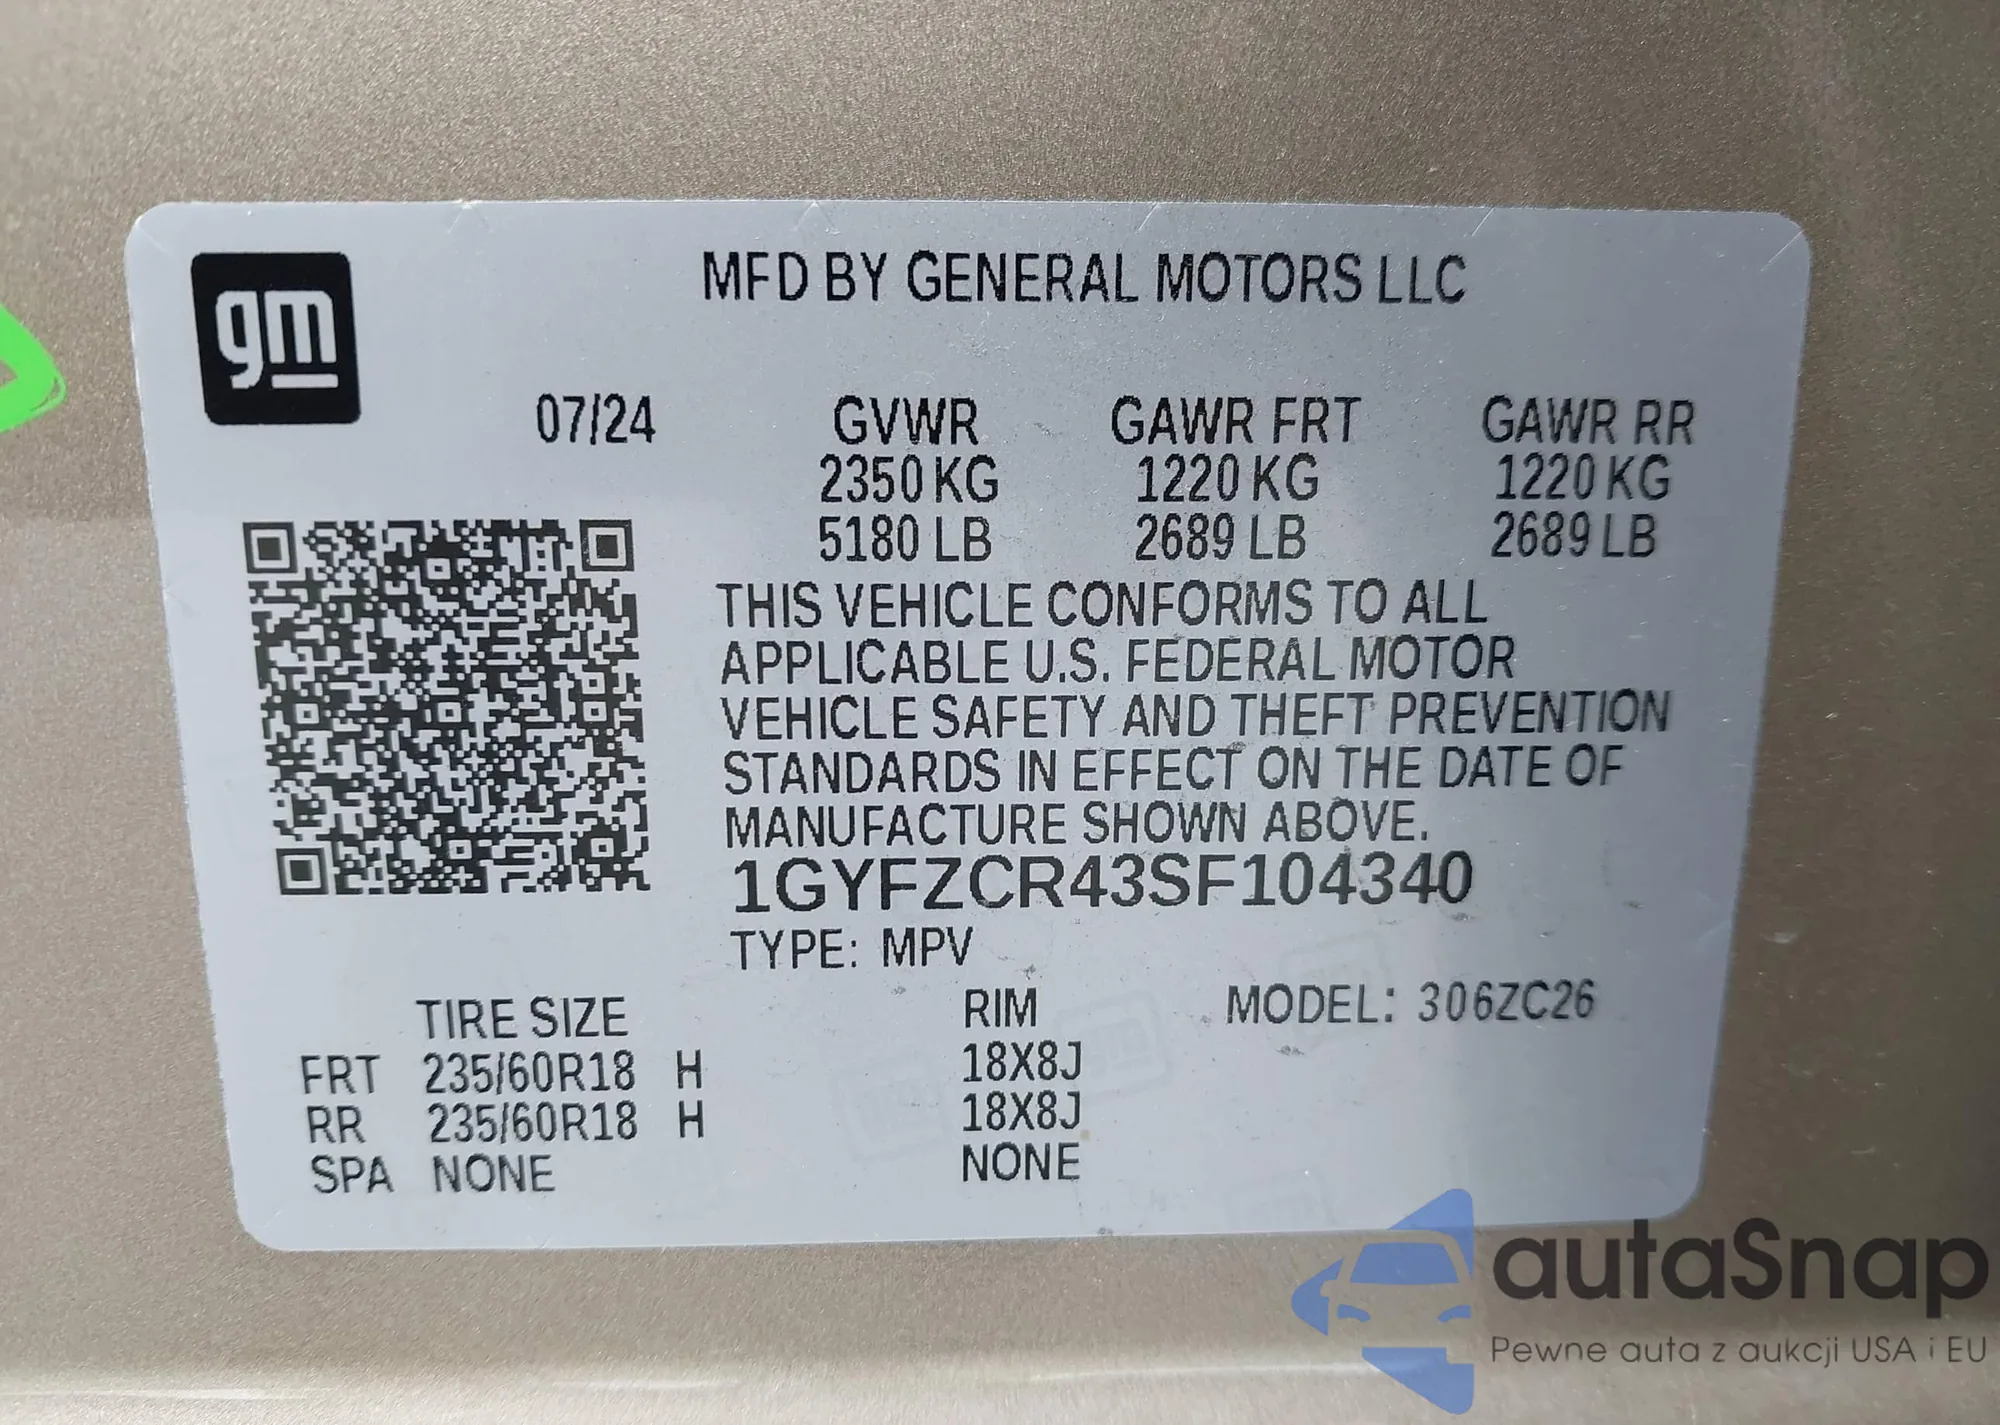 gm
MFD BY GENERAL MOTORS LLC
07/24 GVWR GAWR FRT GAWR RR
2350 KG 1220 KG 1220 KG
5180 LB 2689 LB 2689 LB
THIS VEHICLE CONFORMS TO ALL
APPLICABLE U.S. FEDERAL MOTOR
VEHICLE SAFETY AND THEFT PREVENTION
STANDARDS IN EFFECT ON THE DATE OF
MANUFACTURE SHOWN ABOVE.
1GYFZCR43SF104340
TYPE: MPV
TIRE SIZE RIM MODEL: 306ZC26
FRT 235/60R18 H 18X8J
RR 235/60R18 H 18X8J
SPA NONE NONE
autaSnap
Pewne auta z aukcji USA i EU